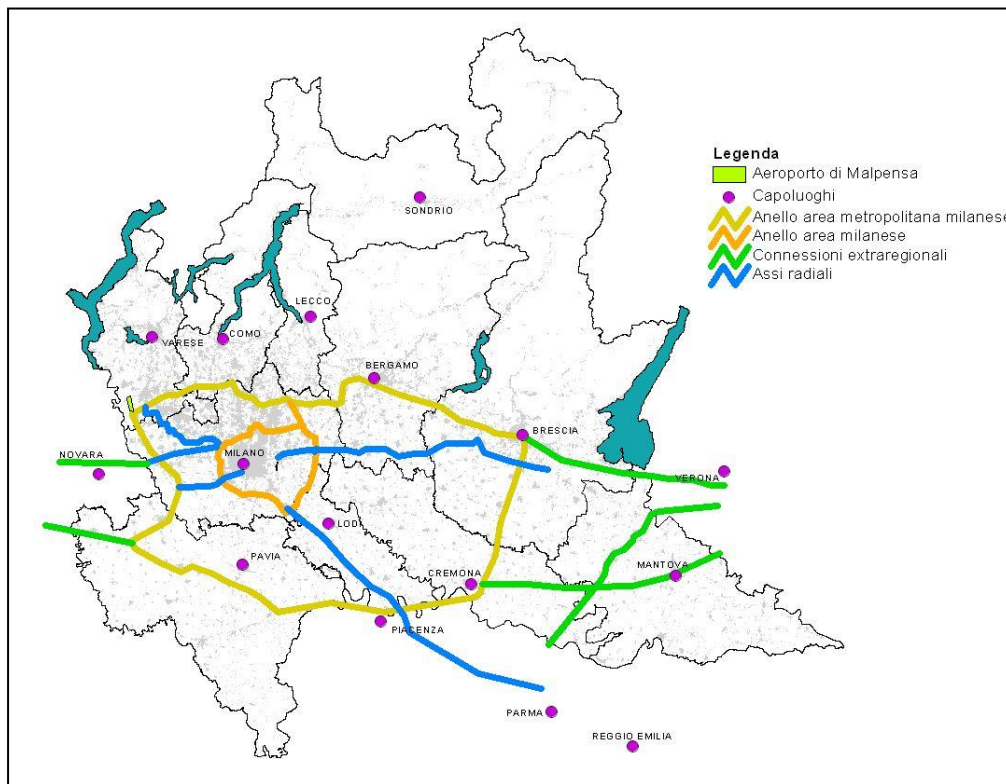 Legenda
Aeroporto di Malpensa
Capoluoghi
Anello area metropolitana milanese
Anello area milanese
Connessioni extraregionali
Assi radiali
SONDRIO
LECCO
COMO
VARESE
BERGAMO
BRESCIA
NOVARA
MILANO
VERONA
LODI
PAVIA
CREMONA
MANTOVA
PIACENZA
PARMA
REGGIO EMILIA